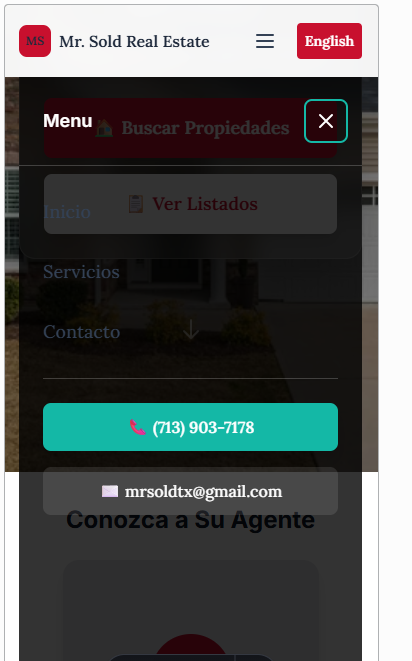 MS Mr. Sold Real Estate English
Menu
Buscar Propiedades
Ver Listados
Inicio
Servicios
Contacto
(713) 903-7178
mrsoldtx@gmail.com
Conozca a Su Agente